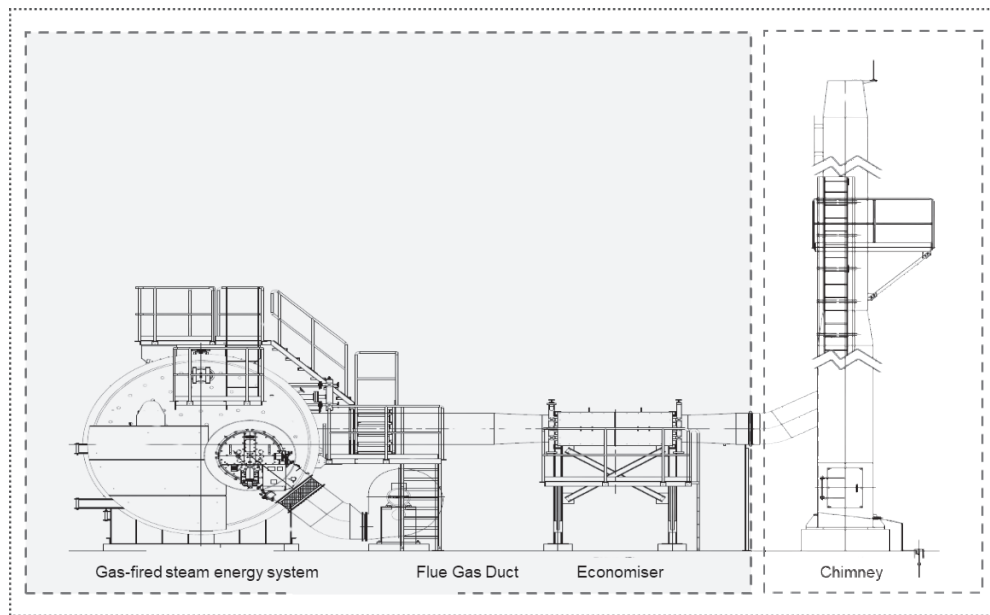 Gas-fired steam energy system
Flue Gas Duct
Economiser
Chimney